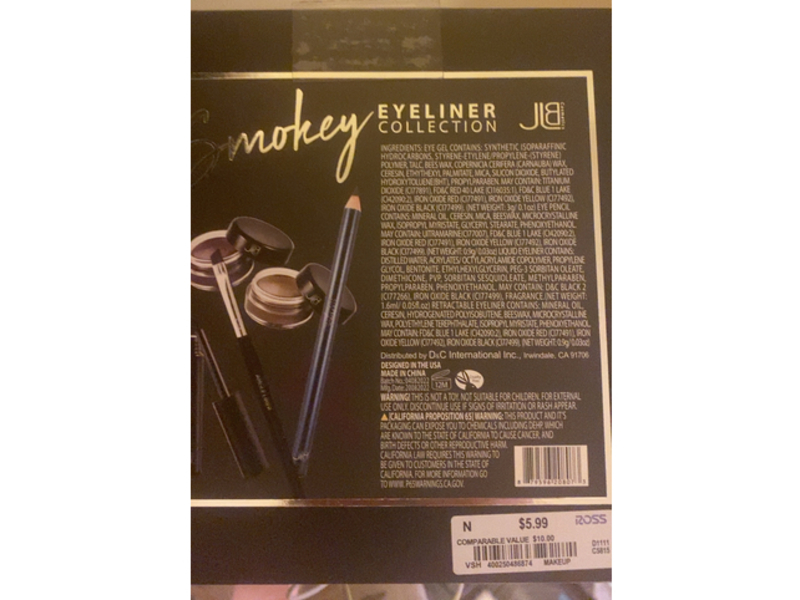 Smokey EYELINER
COLLECTION
JLB
Cosmetics
INGREDIENTS: EYE GEL CONTAINS: SYNTHETIC ISOPARAFFINIC
HYDROCARBONS, STYRENE-ETYLENE/PROPYLENE-(STYRENE)
POLYMER, TALC, BEES WAX, COPERNICIA CERIFERA (CARNAUBA) WAX,
CERESIN, ETHYTHEXYL PALMITATE, MICA, SILICON DIOXIDE, BUTYLATED
HYDROXYTOLLIENE(BHT), PROPYLPARABEN. MAY CONTAIN: TITANIUM
DIOXIDE (CI77891), FD&C RED 40 LAKE (CI16035:1), FD&C BLUE 1 LAKE
(CI42090:2), IRON OXIDE RED (CI77491), IRON OXIDE YELLOW (CI77492),
IRON OXIDE BLACK (CI77499). (NET WEIGHT: 3g/ 0.1oz) EYE PENCIL
CONTAINS: MINERAL OIL, CERESIN, MICA, BEESWAX, MICROCRYSTALLINE
WAX, ISOPROPYL MYRISTATE, GLYCERYL STEARATE, PHENOXYETHANOL.
MAY CONTAIN: ULTRAMARINE(CI77007), FD&C BLUE 1 LAKE (CI42090:2),
IRON OXIDE RED (CI77491), IRON OXIDE YELLOW (CI77492), IRON OXIDE
BLACK (CI77499). (NET WEIGHT: 0.9g/ 0.03oz) LIQUID EYELINER CONTAINS:
DISTILLED WATER, ACRYLATES/ OCTYLACRYLAMIDE COPOLYMER, PROPYLENE
GLYCOL, BENTONITE, ETHYLHEXYLGLYCERIN, PEG-3 SORBITAN OLEATE,
DIMETHICONE, PVP, SORBITAN SESQUIOLEATE, METHYLPARABEN,
PROPYLPARABEN, PHENOXYETHANOL. MAY CONTAIN: D&C BLACK 2
(CI77266), IRON OXIDE BLACK (CI77499), FRAGRANCE (NET WEIGHT:
1.6ml/ 0.05fl.oz) RETRACTABLE EYELINER CONTAINS: MINERAL OIL,
CERESIN, HYDROGENATED POLYISOBUTENE, BEESWAX, MICROCRYSTALLINE
WAX, POLYETHYLENE TEREPHTHALATE, ISOPROPYL MYRISTATE, PHENOXYETHANOL.
MAY CONTAIN: FD&C BLUE 1 LAKE (CI42090:2), IRON OXIDE RED (CI77491), IRON
OXIDE YELLOW (CI77492), IRON OXIDE BLACK (CI77499). (NET WEIGHT: 0.9g/ 0.03oz)
Distributed by D&C International Inc., Irwindale, CA 91706
DESIGNED IN THE USA
MADE IN CHINA
Batch No.: 04082022
Mfg. Date: 28082022
12M
WARNING! THIS IS NOT A TOY. NOT SUITABLE FOR CHILDREN. FOR EXTERNAL
USE ONLY. DISCONTINUE USE IF SIGNS OF IRRITATION OR RASH APPEAR.
[CALIFORNIA PROPOSITION 65] WARNING: THIS PRODUCT AND IT'S
PACKAGING CAN EXPOSE YOU TO CHEMICALS INCLUDING DEHP, WHICH
ARE KNOWN TO THE STATE OF CALIFORNIA TO CAUSE CANCER, AND
BIRTH DEFECTS OR OTHER REPRODUCTIVE HARM.
CALIFORNIA LAW REQUIRES THIS WARNING TO
BE GIVEN TO CUSTOMERS IN THE STATE OF
CALIFORNIA. FOR MORE INFORMATION GO
TO WWW.P65WARNINGS.CA.GOV.
N $5.99 ROSS
COMPARABLE VALUE $10.00
D1111
C5815
VSH 400250486874 MAKEUP